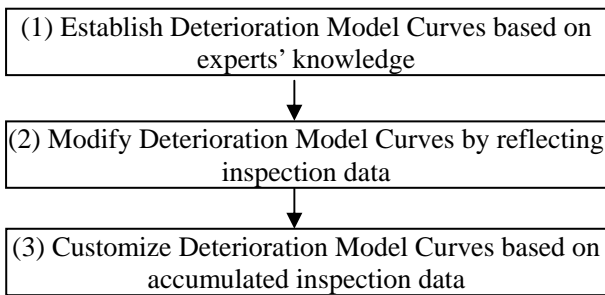 (1) Establish Deterioration Model Curves based on
experts’ knowledge
(2) Modify Deterioration Model Curves by reflecting
inspection data
(3) Customize Deterioration Model Curves based on
accumulated inspection data